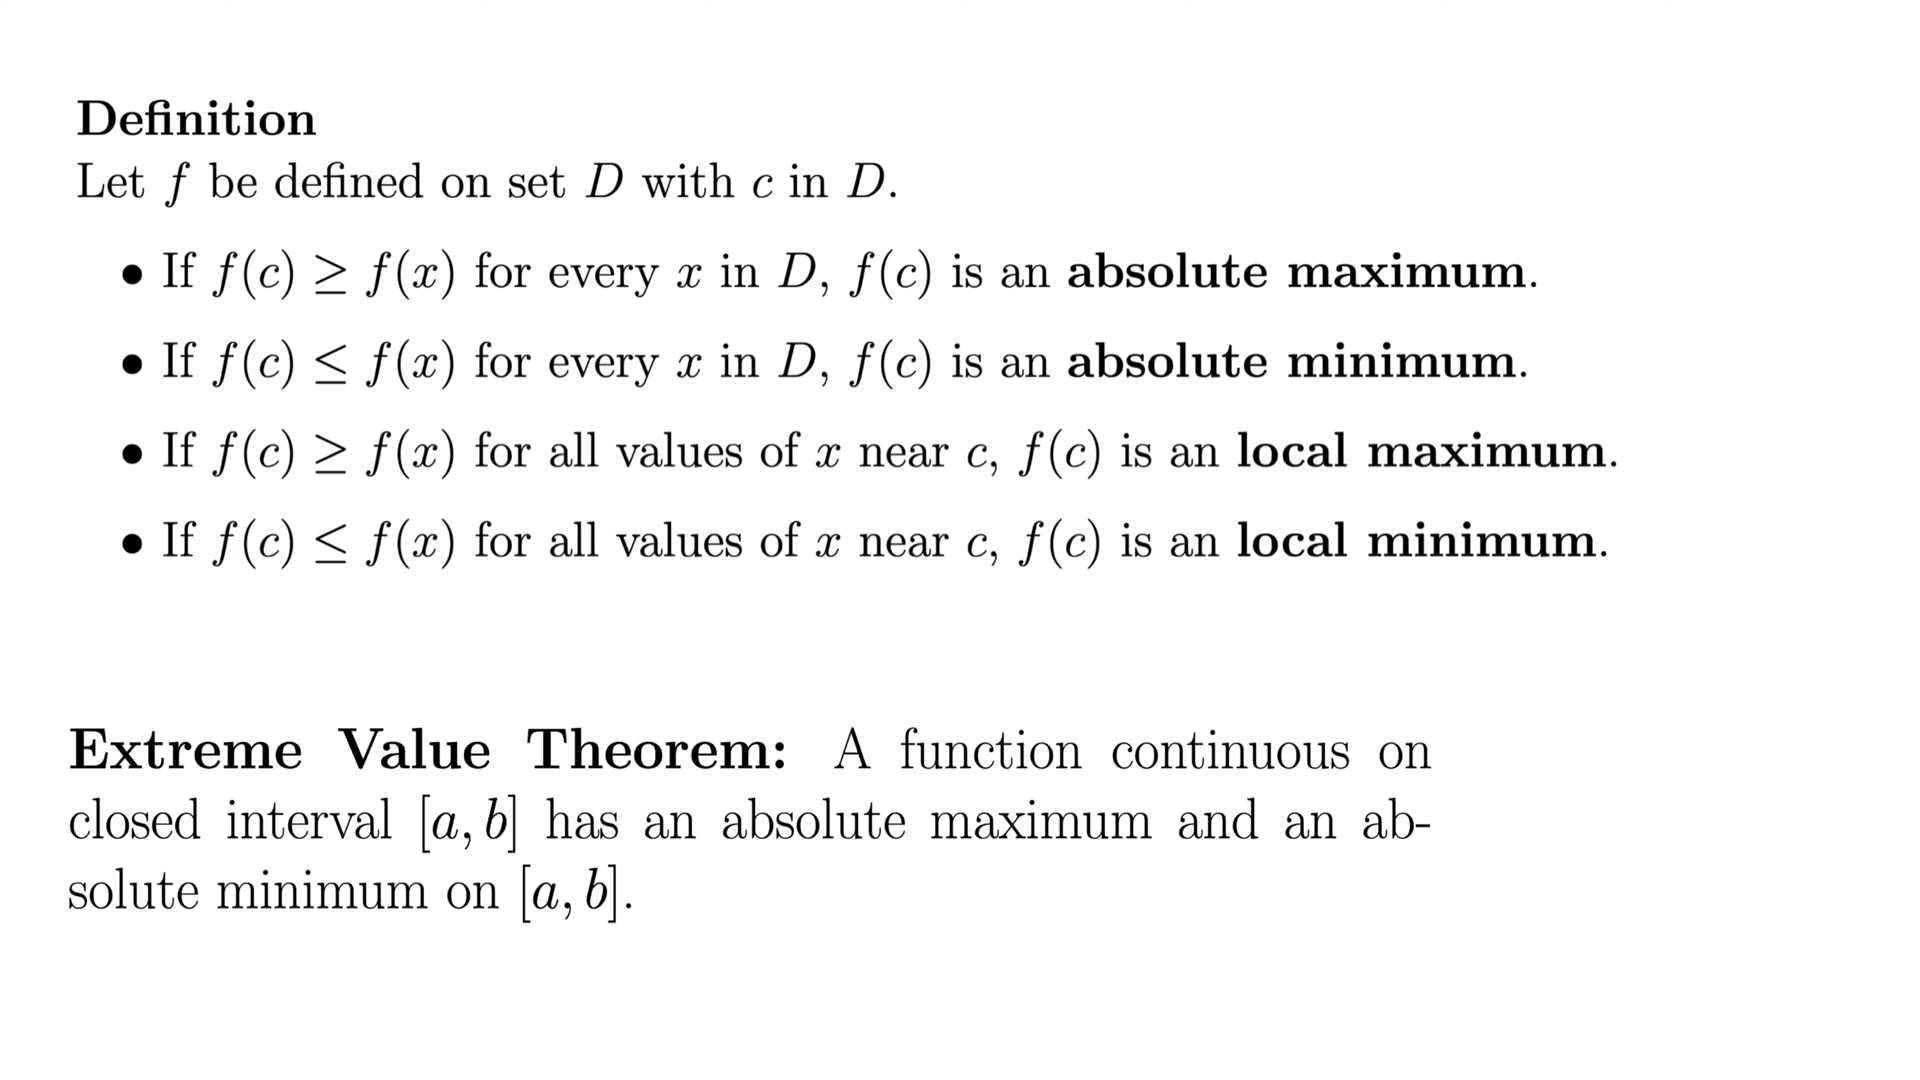 Definition
Let f be defined on set D with c in D.
• If f(c) ≥ f(x) for every x in D, f(c) is an absolute maximum.
• If f(c) ≤ f(x) for every x in D, f(c) is an absolute minimum.
• If f(c) ≥ f(x) for all values of x near c, f(c) is an local maximum.
• If f(c) ≤ f(x) for all values of x near c, f(c) is an local minimum.
Extreme Value Theorem: A function continuous on
closed interval [a, b] has an absolute maximum and an ab-
solute minimum on [a, b].